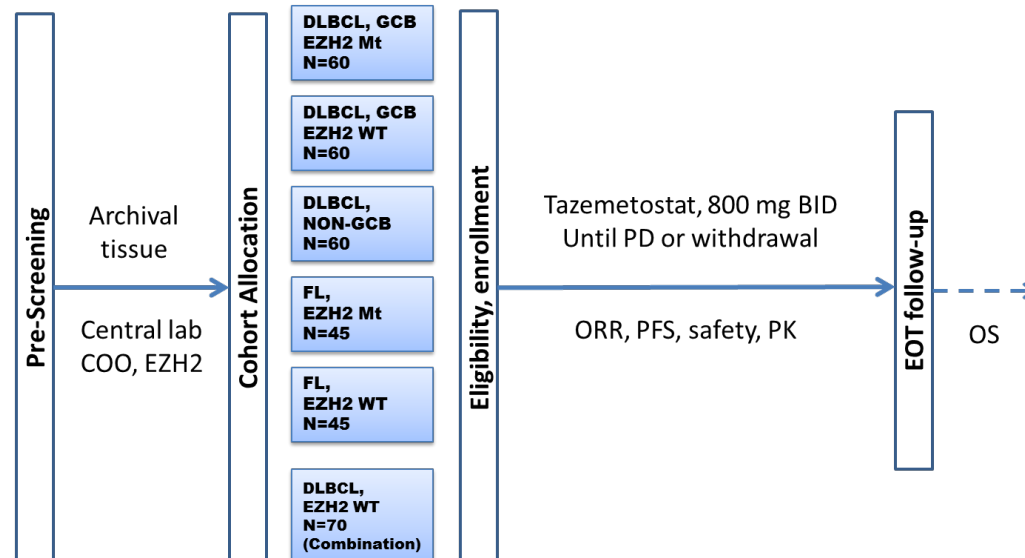 Pre-Screening
Archival
tissue
Central lab
COO, EZH2
Cohort Allocation
DLBCL, GCB
EZH2 Mt
N=60
DLBCL, GCB
EZH2 WT
N=60
DLBCL,
NON-GCB
N=60
FL,
EZH2 Mt
N=45
FL,
EZH2 WT
N=45
DLBCL,
EZH2 WT
N=70
(Combination)
Eligibility, enrollment
Tazemetostat, 800 mg BID
Until PD or withdrawal
ORR, PFS, safety, PK
EOT follow-up
OS